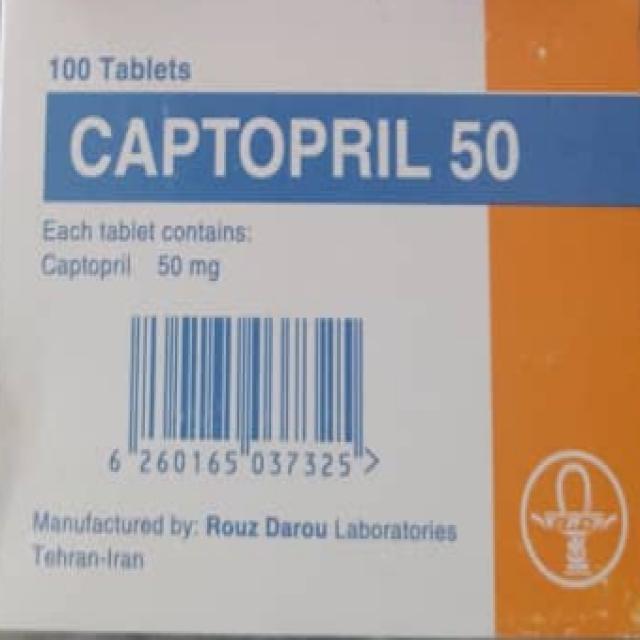 100 Tablets
CAPTOPRIL 50
Each tablet contains:
Captopril 50 mg
6 260165 037325 >
Manufactured by: Rouz Darou Laboratories
Tehran-Iran